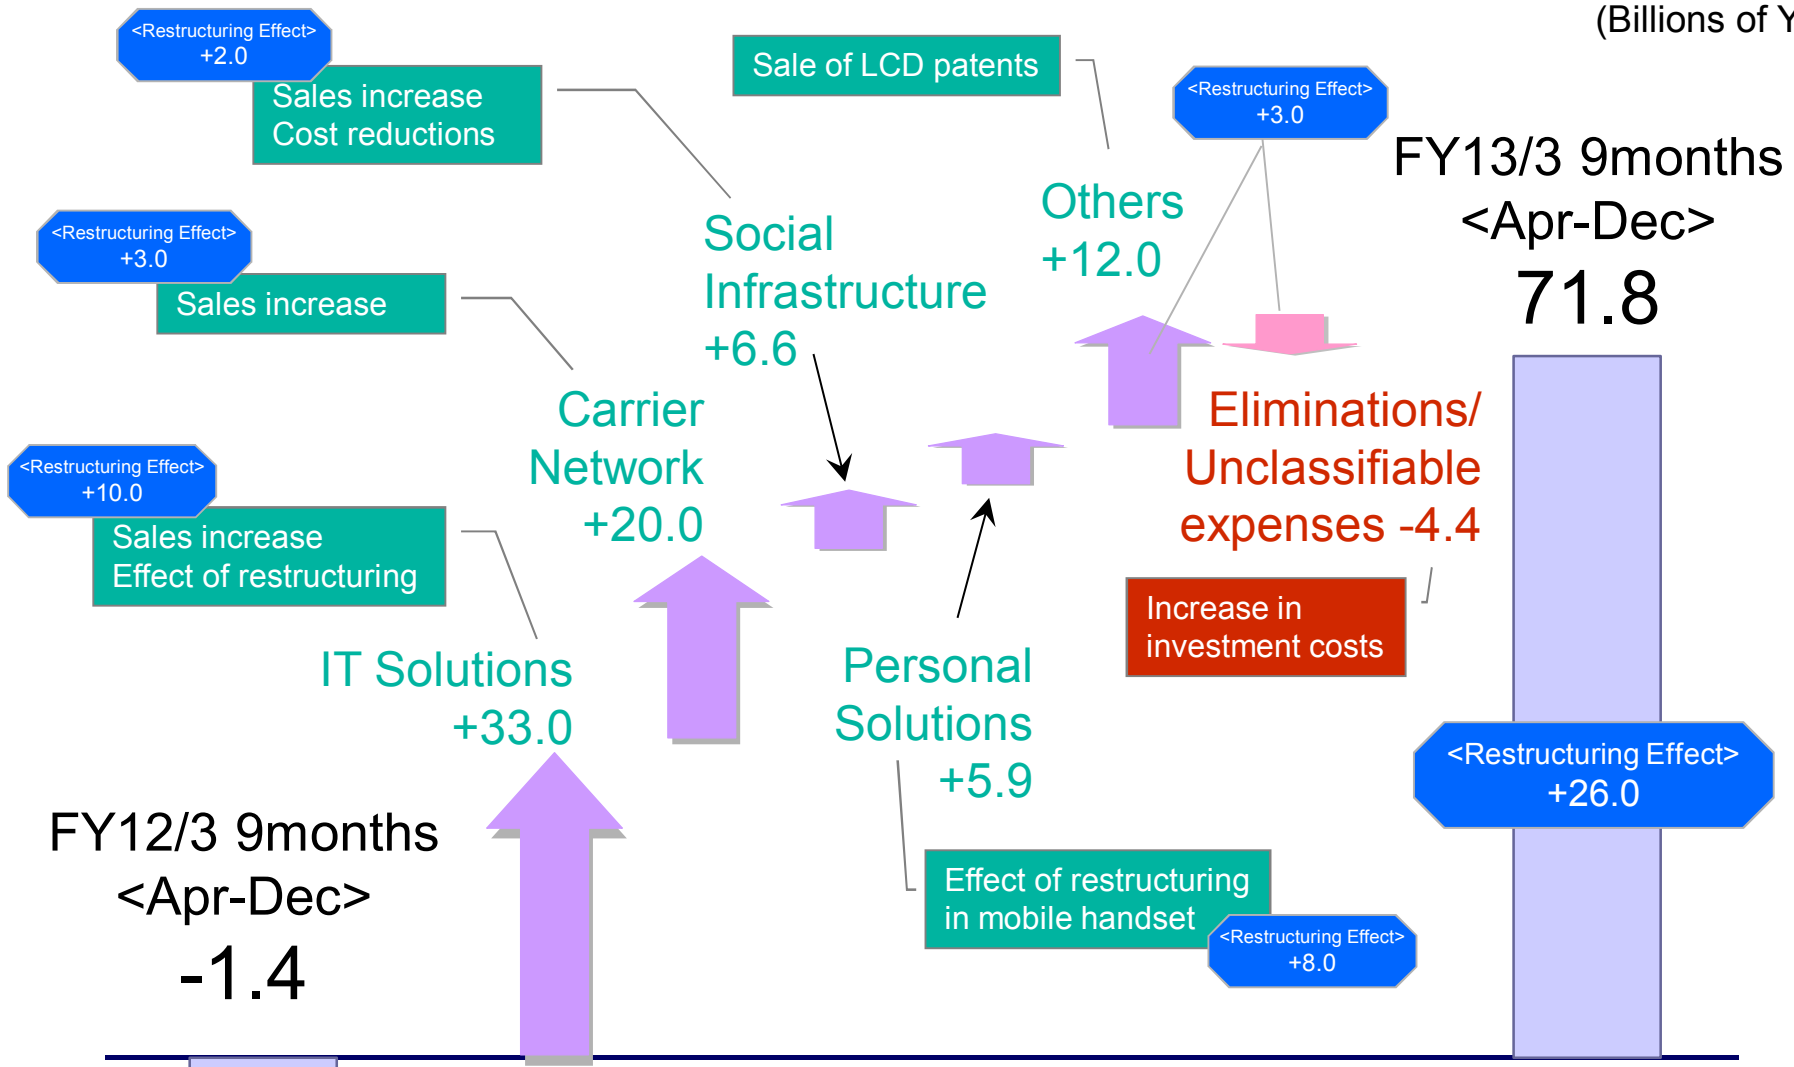 (Billions of Y
<Restructuring Effect>
+2.0
Sales increase
Cost reductions
Sale of LCD patents
<Restructuring Effect>
+3.0
FY13/3 9months
<Apr-Dec>
71.8
<Restructuring Effect>
+3.0
Sales increase
Social
Infrastructure
+6.6
Others
+12.0
Carrier
Network
+20.0
Eliminations/
Unclassifiable
expenses -4.4
Increase in
investment costs
<Restructuring Effect>
+10.0
Sales increase
Effect of restructuring
IT Solutions
+33.0
Personal
Solutions
+5.9
<Restructuring Effect>
+26.0
FY12/3 9months
<Apr-Dec>
-1.4
Effect of restructuring
in mobile handset
<Restructuring Effect>
+8.0